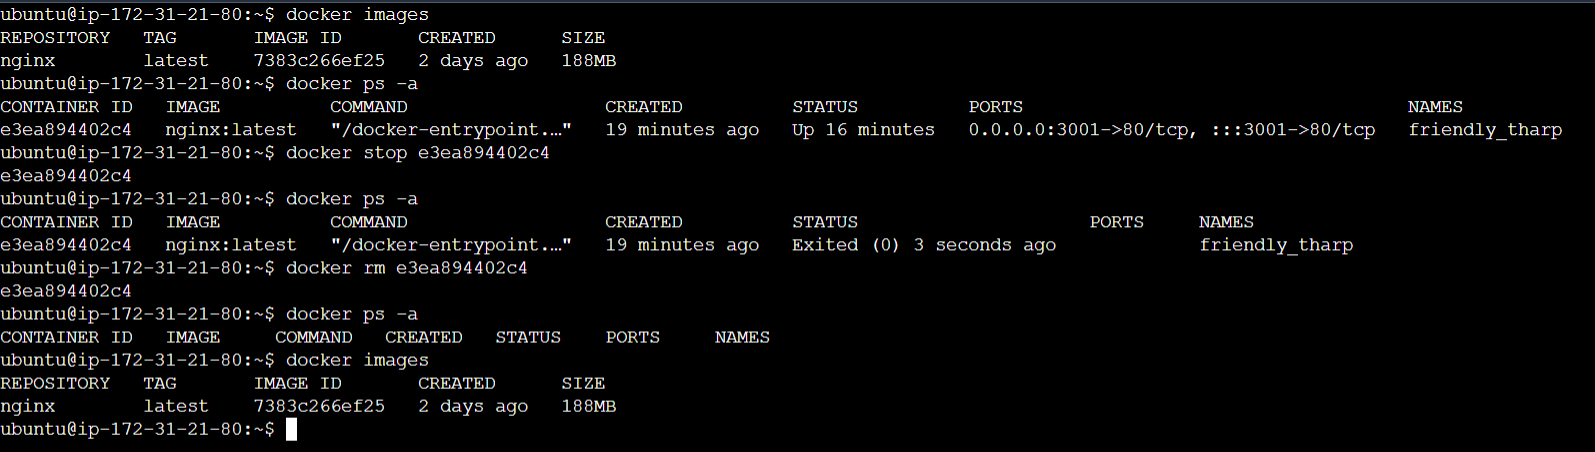 ubuntu@ip-172-31-21-80:~$ docker images
REPOSITORY   TAG       IMAGE ID       CREATED      SIZE
nginx        latest    7383c266ef25   2 days ago   188MB
ubuntu@ip-172-31-21-80:~$ docker ps -a
CONTAINER ID   IMAGE          COMMAND                  CREATED          STATUS          PORTS                                   NAMES
e3ea894402c4   nginx:latest   "/docker-entrypoint.…"   19 minutes ago   Up 16 minutes   0.0.0.0:3001->80/tcp, :::3001->80/tcp   friendly_tharp
ubuntu@ip-172-31-21-80:~$ docker stop e3ea894402c4
e3ea894402c4
ubuntu@ip-172-31-21-80:~$ docker ps -a
CONTAINER ID   IMAGE          COMMAND                  CREATED          STATUS                     PORTS     NAMES
e3ea894402c4   nginx:latest   "/docker-entrypoint.…"   19 minutes ago   Exited (0) 3 seconds ago             friendly_tharp
ubuntu@ip-172-31-21-80:~$ docker rm e3ea894402c4
e3ea894402c4
ubuntu@ip-172-31-21-80:~$ docker ps -a
CONTAINER ID   IMAGE     COMMAND   CREATED   STATUS    PORTS     NAMES
ubuntu@ip-172-31-21-80:~$ docker images
REPOSITORY   TAG       IMAGE ID       CREATED      SIZE
nginx        latest    7383c266ef25   2 days ago   188MB
ubuntu@ip-172-31-21-80:~$